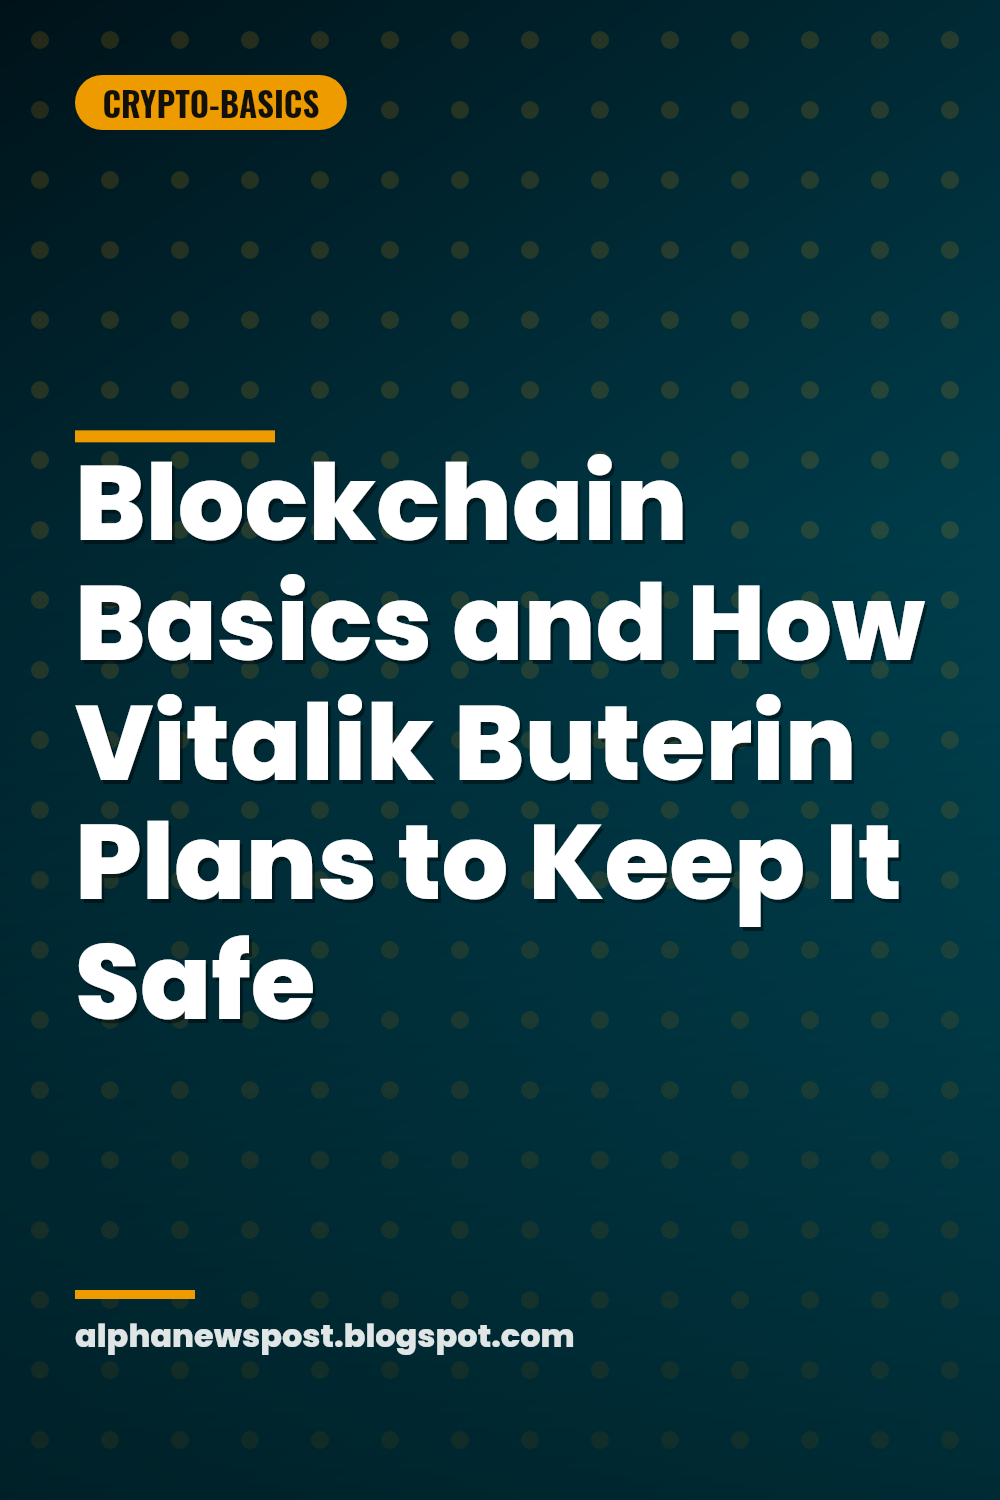 CRYPTO-BASICS
Blockchain
Basics and How
Vitalik Buterin
Plans to Keep It
Safe
alphanewspost.blogspot.com